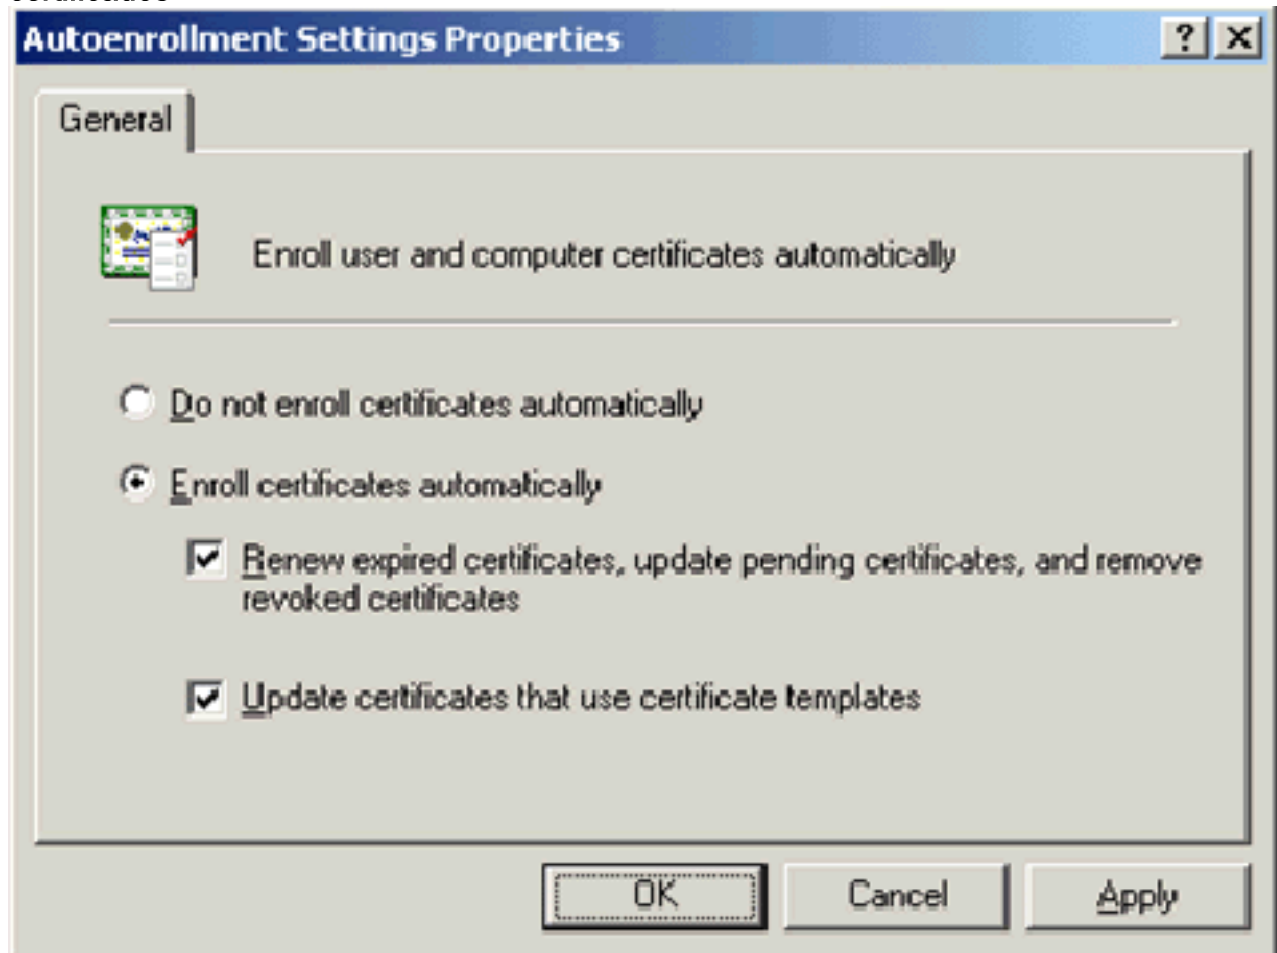 Autoenrollment Settings Properties
General
Enroll user and computer certificates automatically
Do not enroll certificates automatically
Enroll certificates automatically
Renew expired certificates, update pending certificates, and remove
revoked certificates
Update certificates that use certificate templates
OK Cancel Apply